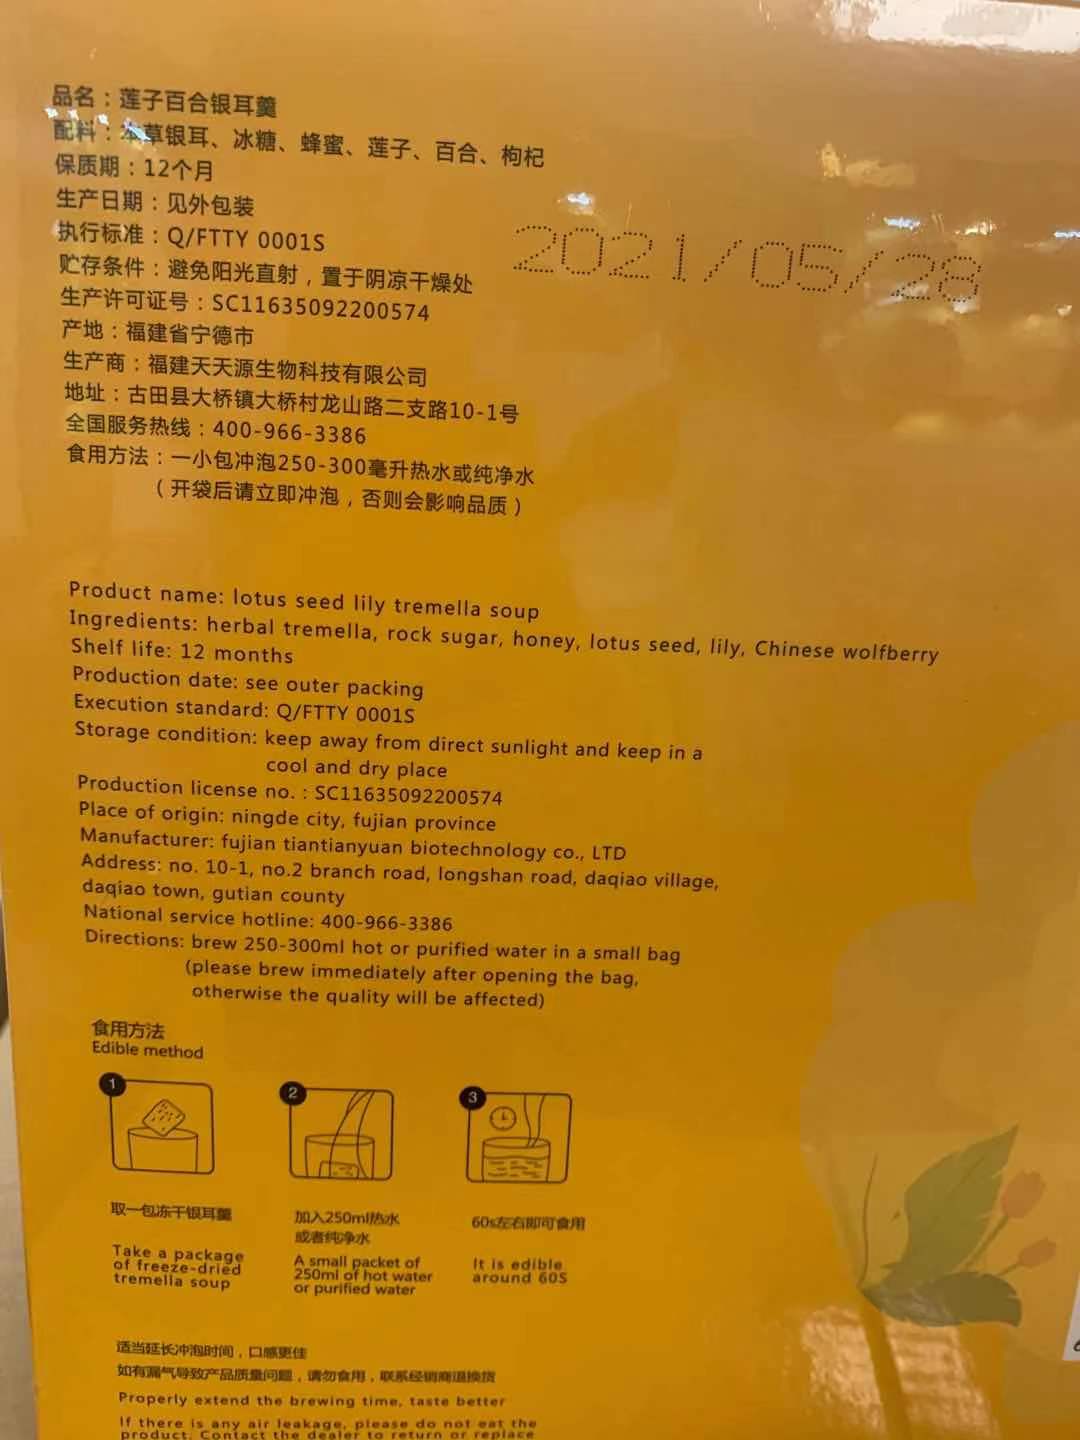 品名：莲子百合银耳羹
配料：本草银耳、冰糖、蜂蜜、莲子、百合、枸杞
保质期：12个月
生产日期：见外包装
执行标准：Q/FTTY 0001S
贮存条件：避免阳光直射，置于阴凉干燥处
生产许可证号：SC11635092200574
产地：福建省宁德市
生产商：福建天天源生物科技有限公司
地址：古田县大桥镇大桥村龙山路二支路10-1号
全国服务热线：400-966-3386
食用方法：一小包冲泡250-300毫升热水或纯净水
（开袋后请立即冲泡，否则会影响品质）
2021/05/28
Product name: lotus seed lily tremella soup
Ingredients: herbal tremella, rock sugar, honey, lotus seed, lily, Chinese wolfberry
Shelf life: 12 months
Production date: see outer packing
Execution standard: Q/FTTY 0001S
Storage condition: keep away from direct sunlight and keep in a
cool and dry place
Production license no. : SC11635092200574
Place of origin: ningde city, fujian province
Manufacturer: fujian tiantianyuan biotechnology co., LTD
Address: no. 10-1, no.2 branch road, longshan road, daqiao village,
daqiao town, gutian county
National service hotline: 400-966-3386
Directions: brew 250-300ml hot or purified water in a small bag
(please brew immediately after opening the bag,
otherwise the quality will be affected)
食用方法
Edible method
1
取一包冻干银耳羹
Take a package
of freeze-dried
tremella soup
2
加入250ml热水
或者纯净水
A small packet of
250ml of hot water
or purified water
3
60s左右即可食用
It is edible
around 60S
适当延长冲泡时间，口感更佳
如有漏气导致产品质量问题，请勿食用，联系经销商退换货
Properly extend the brewing time, taste better
If there is any air leakage, please do not eat the
product. Contact the dealer to return or replace